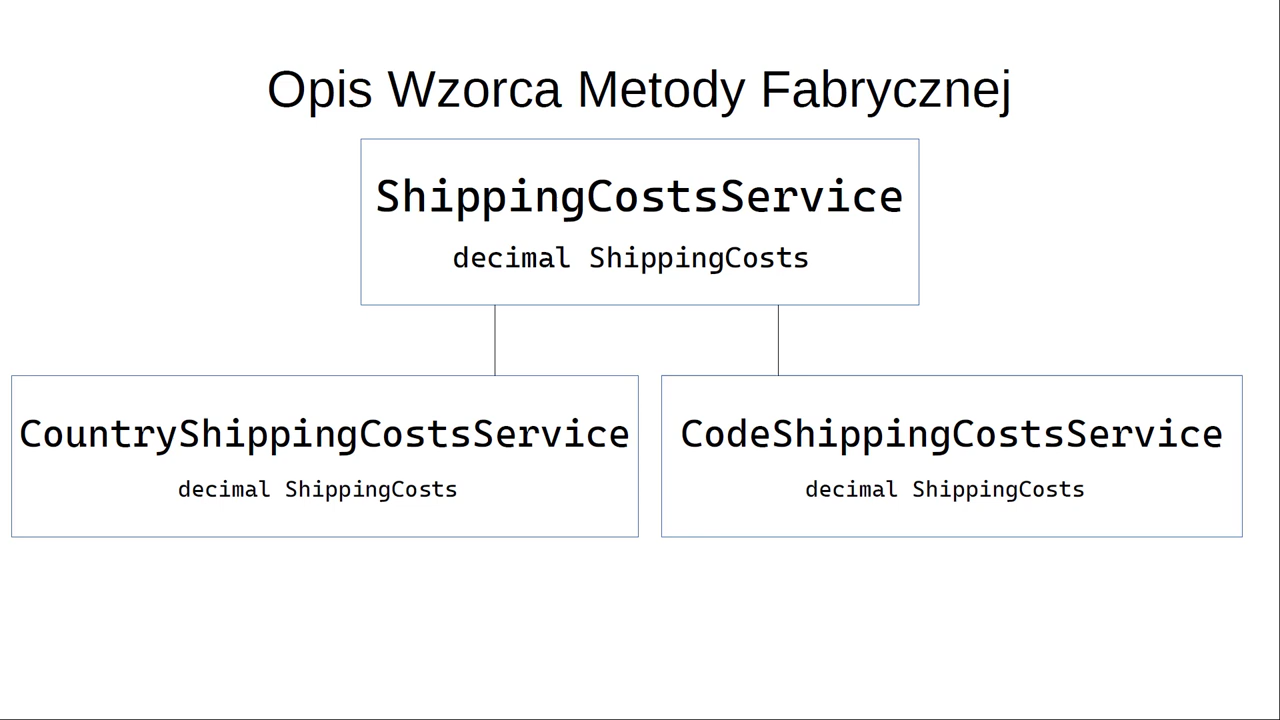 Opis Wzorca Metody Fabrycznej
ShippingCostsService
decimal ShippingCosts
CountryShippingCostsService
decimal ShippingCosts
CodeShippingCostsService
decimal ShippingCosts